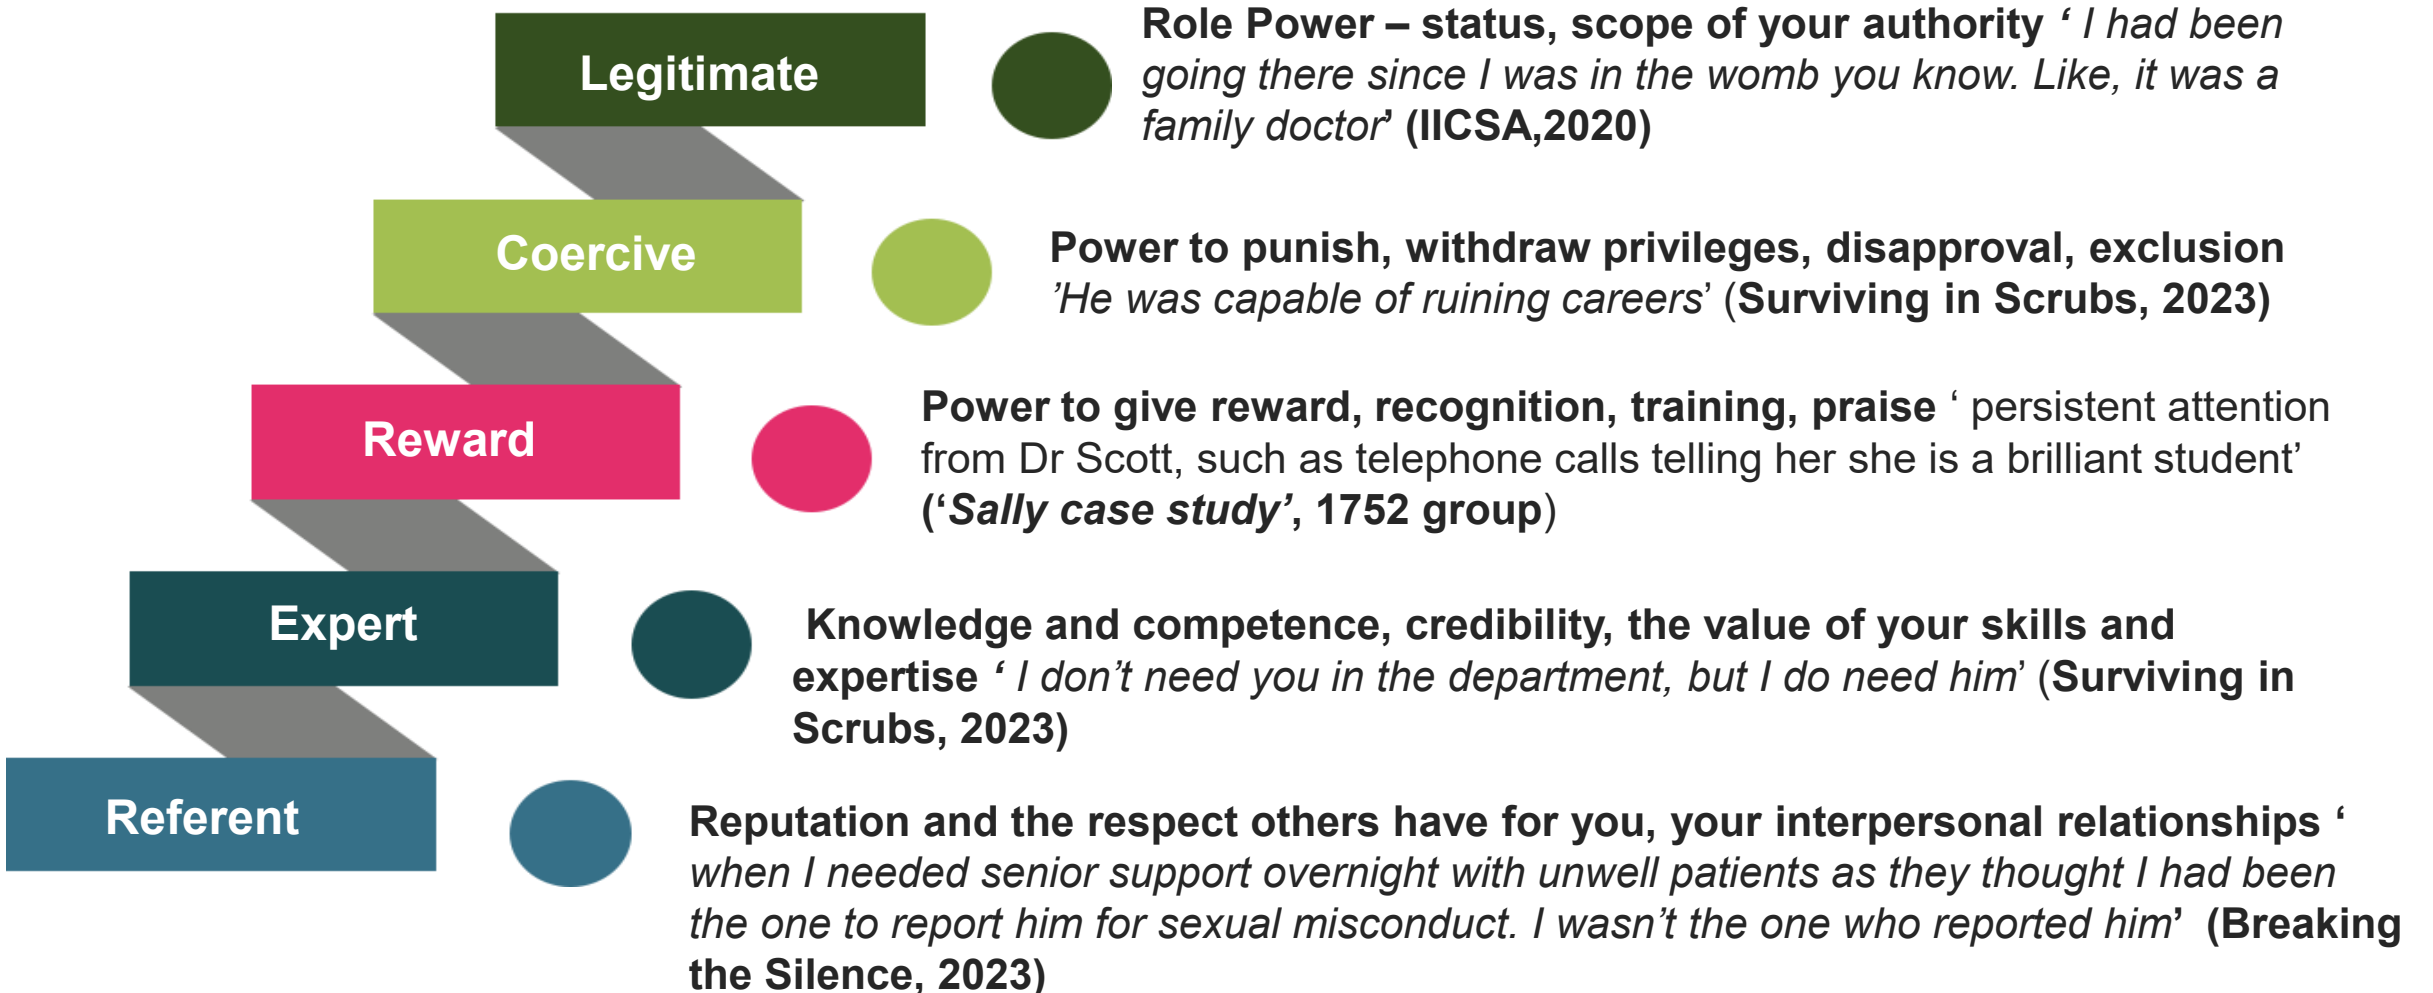 Legitimate
Role Power – status, scope of your authority ‘ I had been
going there since I was in the womb you know. Like, it was a
family doctor’ (IICSA,2020)
Coercive
Power to punish, withdraw privileges, disapproval, exclusion
’He was capable of ruining careers’ (Surviving in Scrubs, 2023)
Reward
Power to give reward, recognition, training, praise ‘ persistent attention
from Dr Scott, such as telephone calls telling her she is a brilliant student’
(‘Sally case study’, 1752 group)
Expert
Knowledge and competence, credibility, the value of your skills and
expertise ‘ I don’t need you in the department, but I do need him’ (Surviving in
Scrubs, 2023)
Referent
Reputation and the respect others have for you, your interpersonal relationships ‘
when I needed senior support overnight with unwell patients as they thought I had been
the one to report him for sexual misconduct. I wasn’t the one who reported him’ (Breaking
the Silence, 2023)